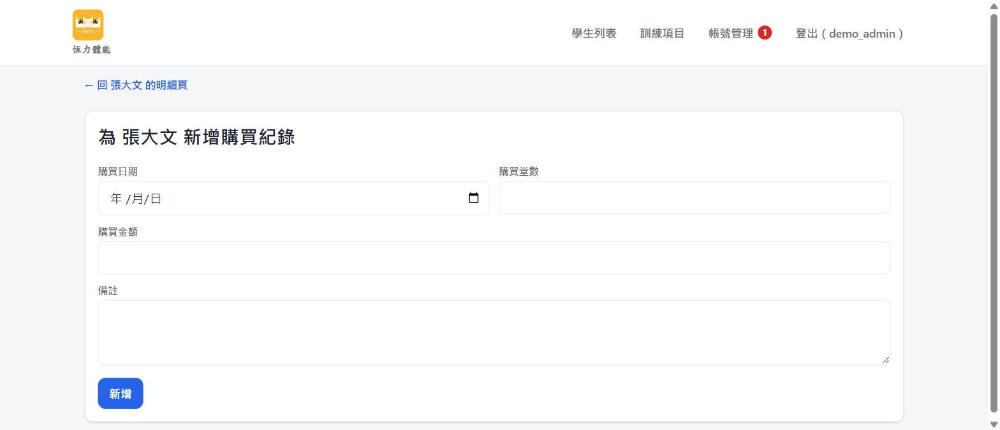 恆力體能
學生列表 訓練項目 帳號管理 1 登出 ( demo_admin )
← 回 張大文 的明細頁
為 張大文 新增購買紀錄
購買日期 購買堂數
年 /月/日
購買金額
備註
新增